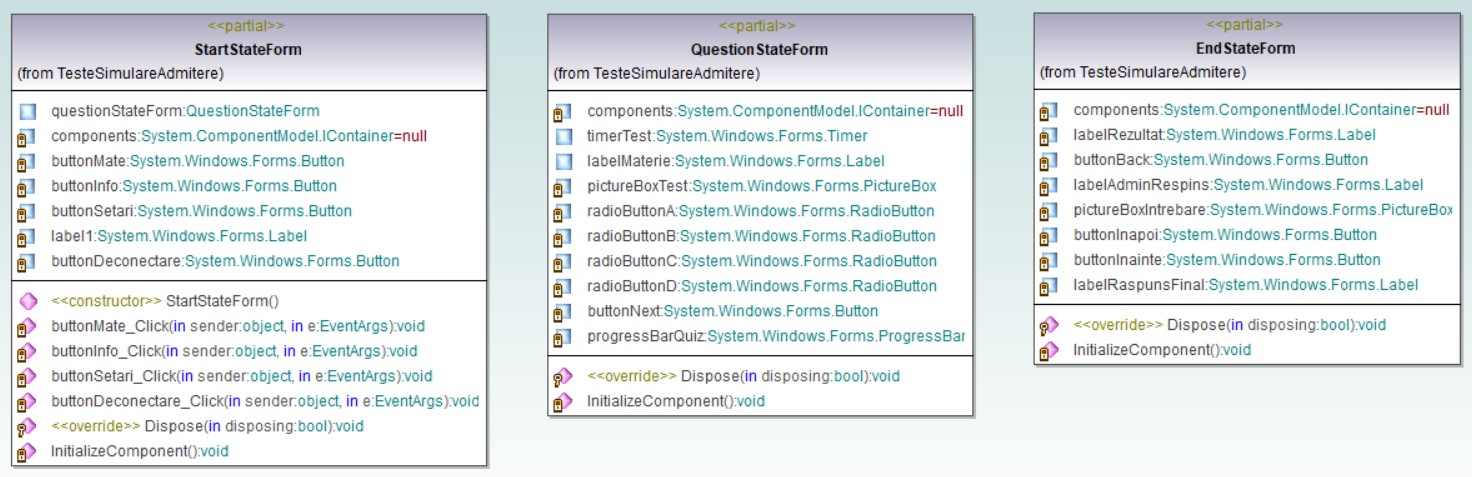 <<partial>>
StartStateForm
(from TesteSimulareAdmitere)
questionStateForm:QuestionStateForm
components:System.ComponentModel.IContainer=null
buttonMate:System.Windows.Forms.Button
buttonInfo:System.Windows.Forms.Button
buttonSetari:System.Windows.Forms.Button
label1:System.Windows.Forms.Label
buttonDeconectare:System.Windows.Forms.Button
<<constructor>> StartStateForm()
buttonMate_Click(in sender:object, in e:EventArgs):void
buttonInfo_Click(in sender:object, in e:EventArgs):void
buttonSetari_Click(in sender:object, in e:EventArgs):void
buttonDeconectare_Click(in sender:object, in e:EventArgs):void
<<override>> Dispose(in disposing:bool):void
InitializeComponent():void
<<partial>>
QuestionStateForm
(from TesteSimulareAdmitere)
components:System.ComponentModel.IContainer=null
timerTest:System.Windows.Forms.Timer
labelMaterie:System.Windows.Forms.Label
pictureBoxTest:System.Windows.Forms.PictureBox
radioButtonA:System.Windows.Forms.RadioButton
radioButtonB:System.Windows.Forms.RadioButton
radioButtonC:System.Windows.Forms.RadioButton
radioButtonD:System.Windows.Forms.RadioButton
buttonNext:System.Windows.Forms.Button
progressBarQuiz:System.Windows.Forms.ProgressBar
<<override>> Dispose(in disposing:bool):void
InitializeComponent():void
<<partial>>
EndStateForm
(from TesteSimulareAdmitere)
components:System.ComponentModel.IContainer=null
labelRezultat:System.Windows.Forms.Label
buttonBack:System.Windows.Forms.Button
labelAdminRespins:System.Windows.Forms.Label
pictureBoxIntrebare:System.Windows.Forms.PictureBox
buttonInapoi:System.Windows.Forms.Button
buttonInainte:System.Windows.Forms.Button
labelRaspunsFinal:System.Windows.Forms.Label
<<override>> Dispose(in disposing:bool):void
InitializeComponent():void